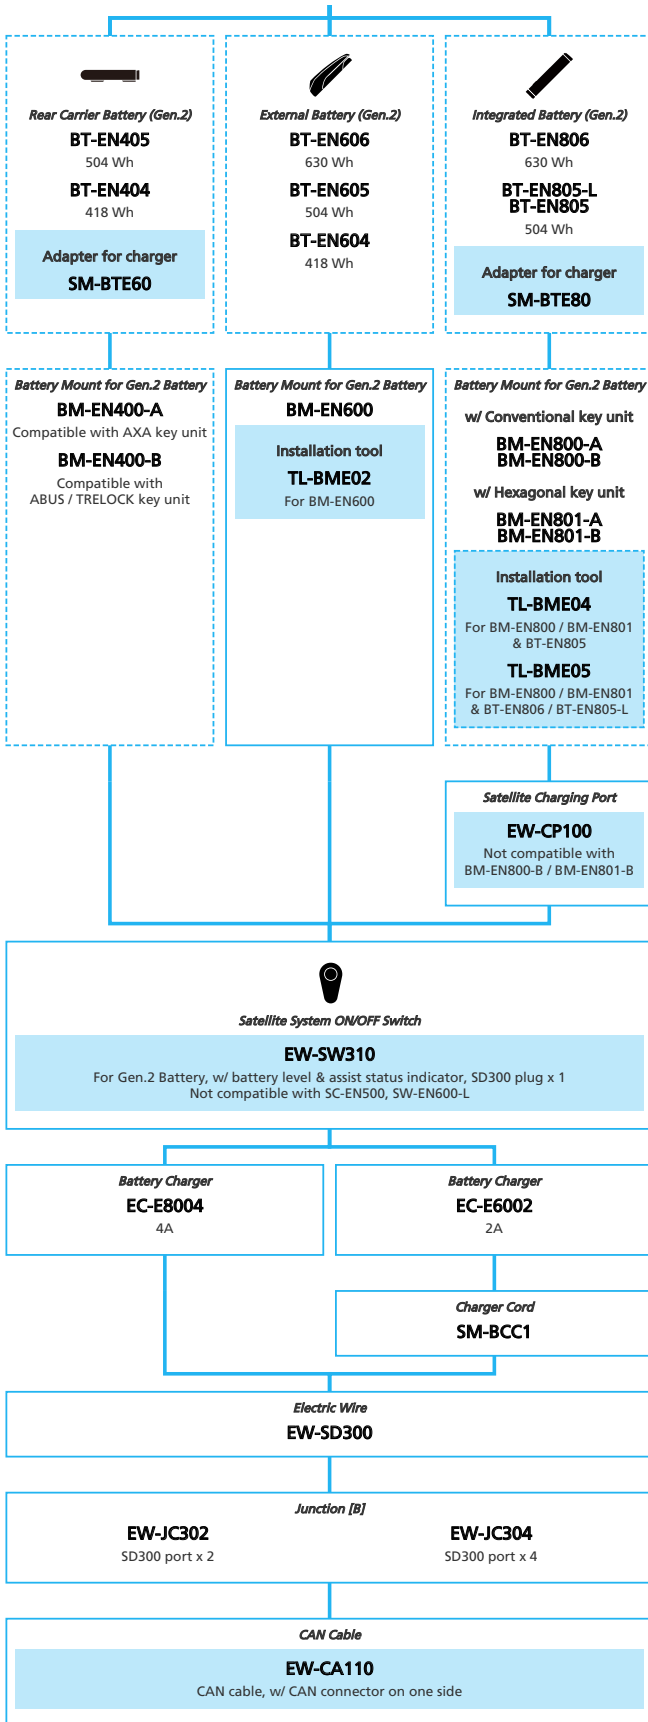 Rear Carrier Battery (Gen.2)
BT-EN405
504 Wh
BT-EN404
418 Wh
Adapter for charger
SM-BTE60
External Battery (Gen.2)
BT-EN606
630 Wh
BT-EN605
504 Wh
BT-EN604
418 Wh
Integrated Battery (Gen.2)
BT-EN806
630 Wh
BT-EN805-L
BT-EN805
504 Wh
Adapter for charger
SM-BTE80
Battery Mount for Gen.2 Battery
BM-EN400-A
Compatible with AXA key unit
BM-EN400-B
Compatible with
ABUS / TRELOCK key unit
Battery Mount for Gen.2 Battery
BM-EN600
Installation tool
TL-BME02
For BM-EN600
Battery Mount for Gen.2 Battery
w/ Conventional key unit
BM-EN800-A
BM-EN800-B
w/ Hexagonal key unit
BM-EN801-A
BM-EN801-B
Installation tool
TL-BME04
For BM-EN800 / BM-EN801
& BT-EN805
TL-BME05
For BM-EN800 / BM-EN801
& BT-EN806 / BT-EN805-L
Satellite Charging Port
EW-CP100
Not compatible with
BM-EN800-B / BM-EN801-B
Satellite System ON/OFF Switch
EW-SW310
For Gen.2 Battery, w/ battery level & assist status indicator, SD300 plug x 1
Not compatible with SC-EN500, SW-EN600-L
Battery Charger
EC-E8004
4A
Battery Charger
EC-E6002
2A
Charger Cord
SM-BCC1
Electric Wire
EW-SD300
Junction [B]
EW-JC302
SD300 port x 2
EW-JC304
SD300 port x 4
CAN Cable
EW-CA110
CAN cable, w/ CAN connector on one side